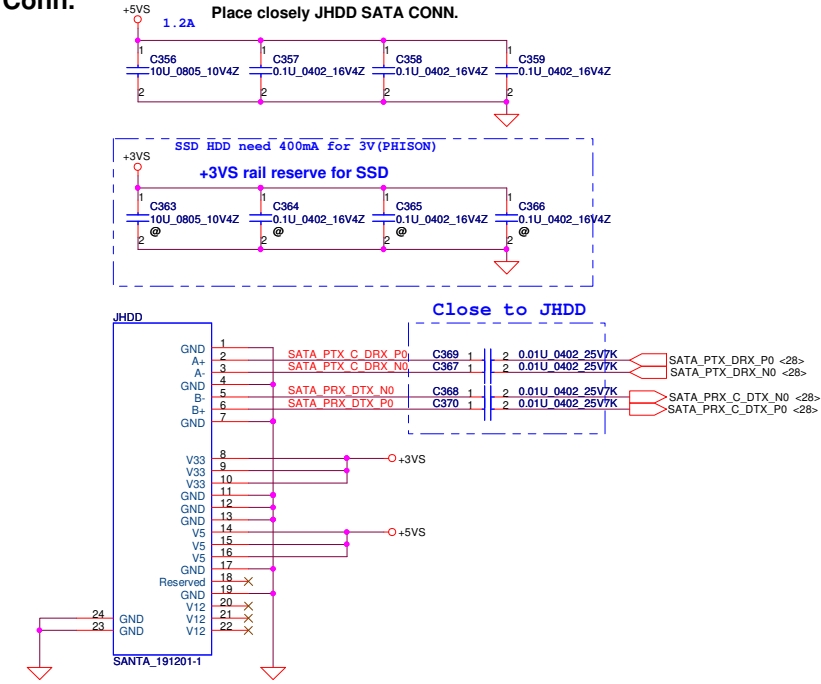 Conn.
+5VS
1.2A
Place closely JHDD SATA CONN.
1 1 1 1
C356 C357 C358 C359
10U_0805_10V4Z 0.1U_0402_16V4Z 0.1U_0402_16V4Z 0.1U_0402_16V4Z
2 2 2 2
SSD HDD need 400mA for 3V(PHISON)
+3VS
+3VS rail reserve for SSD
1 1 1 1
C363 C364 C365 C366
10U_0805_10V4Z 0.1U_0402_16V4Z 0.1U_0402_16V4Z 0.1U_0402_16V4Z
@ @ @ @
2 2 2 2
Close to JHDD
JHDD
GND 1
A+ 2 SATA_PTX_C_DRX_P0 C369 1 2 0.01U_0402_25V7K SATA_PTX_DRX_P0 <28>
A- 3 SATA_PTX_C_DRX_N0 C367 1 2 0.01U_0402_25V7K SATA_PTX_DRX_N0 <28>
GND 4
B- 5 SATA_PRX_DTX_N0 C368 1 2 0.01U_0402_25V7K SATA_PRX_C_DTX_N0 <28>
B+ 6 SATA_PRX_DTX_P0 C370 1 2 0.01U_0402_25V7K SATA_PRX_C_DTX_P0 <28>
GND 7
V33 8 +3VS
V33 9
V33 10
GND 11
GND 12
GND 13
V5 14 +5VS
V5 15
V5 16
GND 17
Reserved 18
GND 19
V12 20
24 GND V12 21
23 GND V12 22
SANTA_191201-1